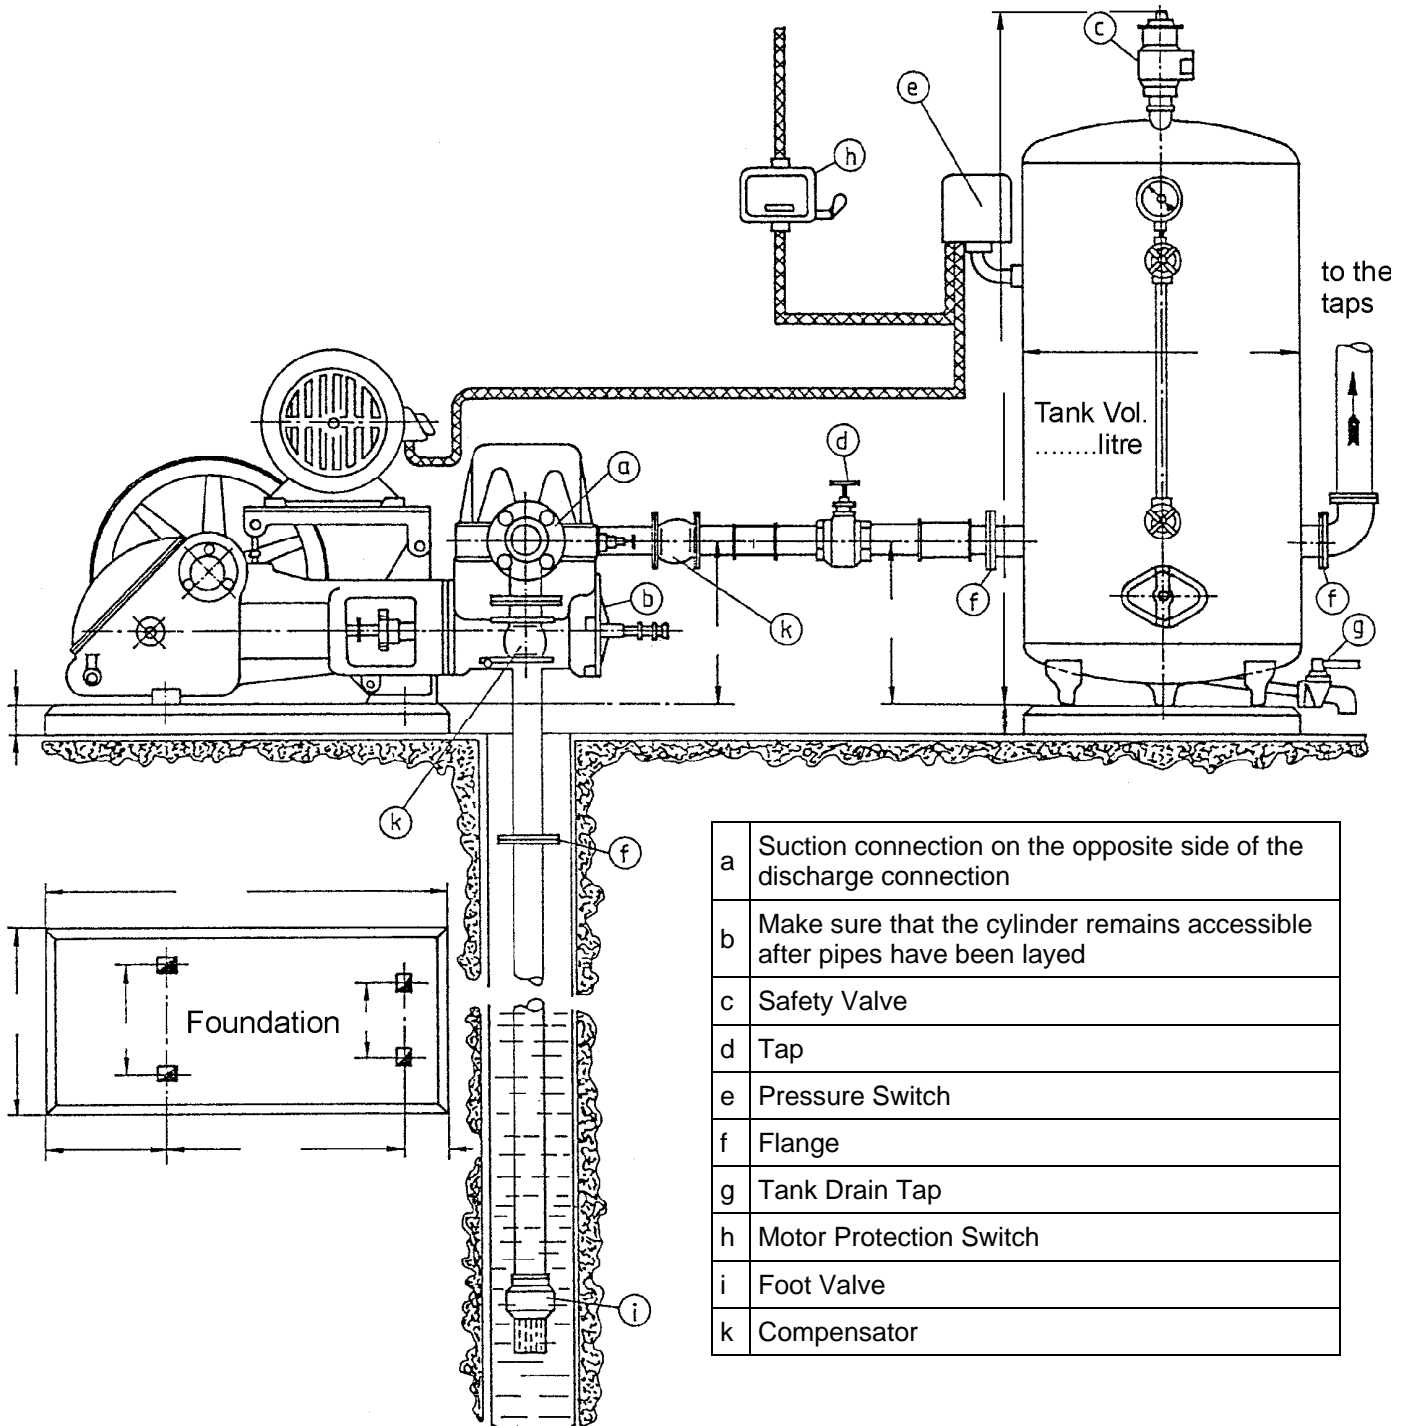 c
e
h
to the
taps
Tank Vol.
........litre
d
a
b
f
k
f
g
k
f
Foundation
i
a Suction connection on the opposite side of the
discharge connection
b Make sure that the cylinder remains accessible
after pipes have been layed
c Safety Valve
d Tap
e Pressure Switch
f Flange
g Tank Drain Tap
h Motor Protection Switch
i Foot Valve
k Compensator